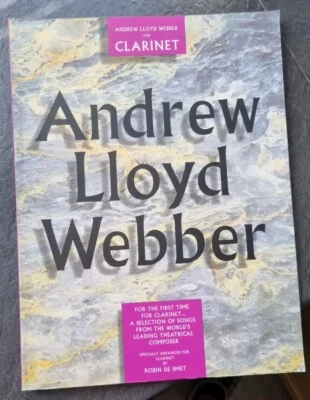 ANDREW LLOYD WEBBER
FOR
CLARINET
Andrew
Lloyd
Webber
FOR THE FIRST TIME
FOR CLARINET...
A SELECTION OF SONGS
FROM THE WORLD'S
LEADING THEATRICAL
COMPOSER
SPECIALLY ARRANGED FOR
CLARINET
BY
ROBIN DE SMET